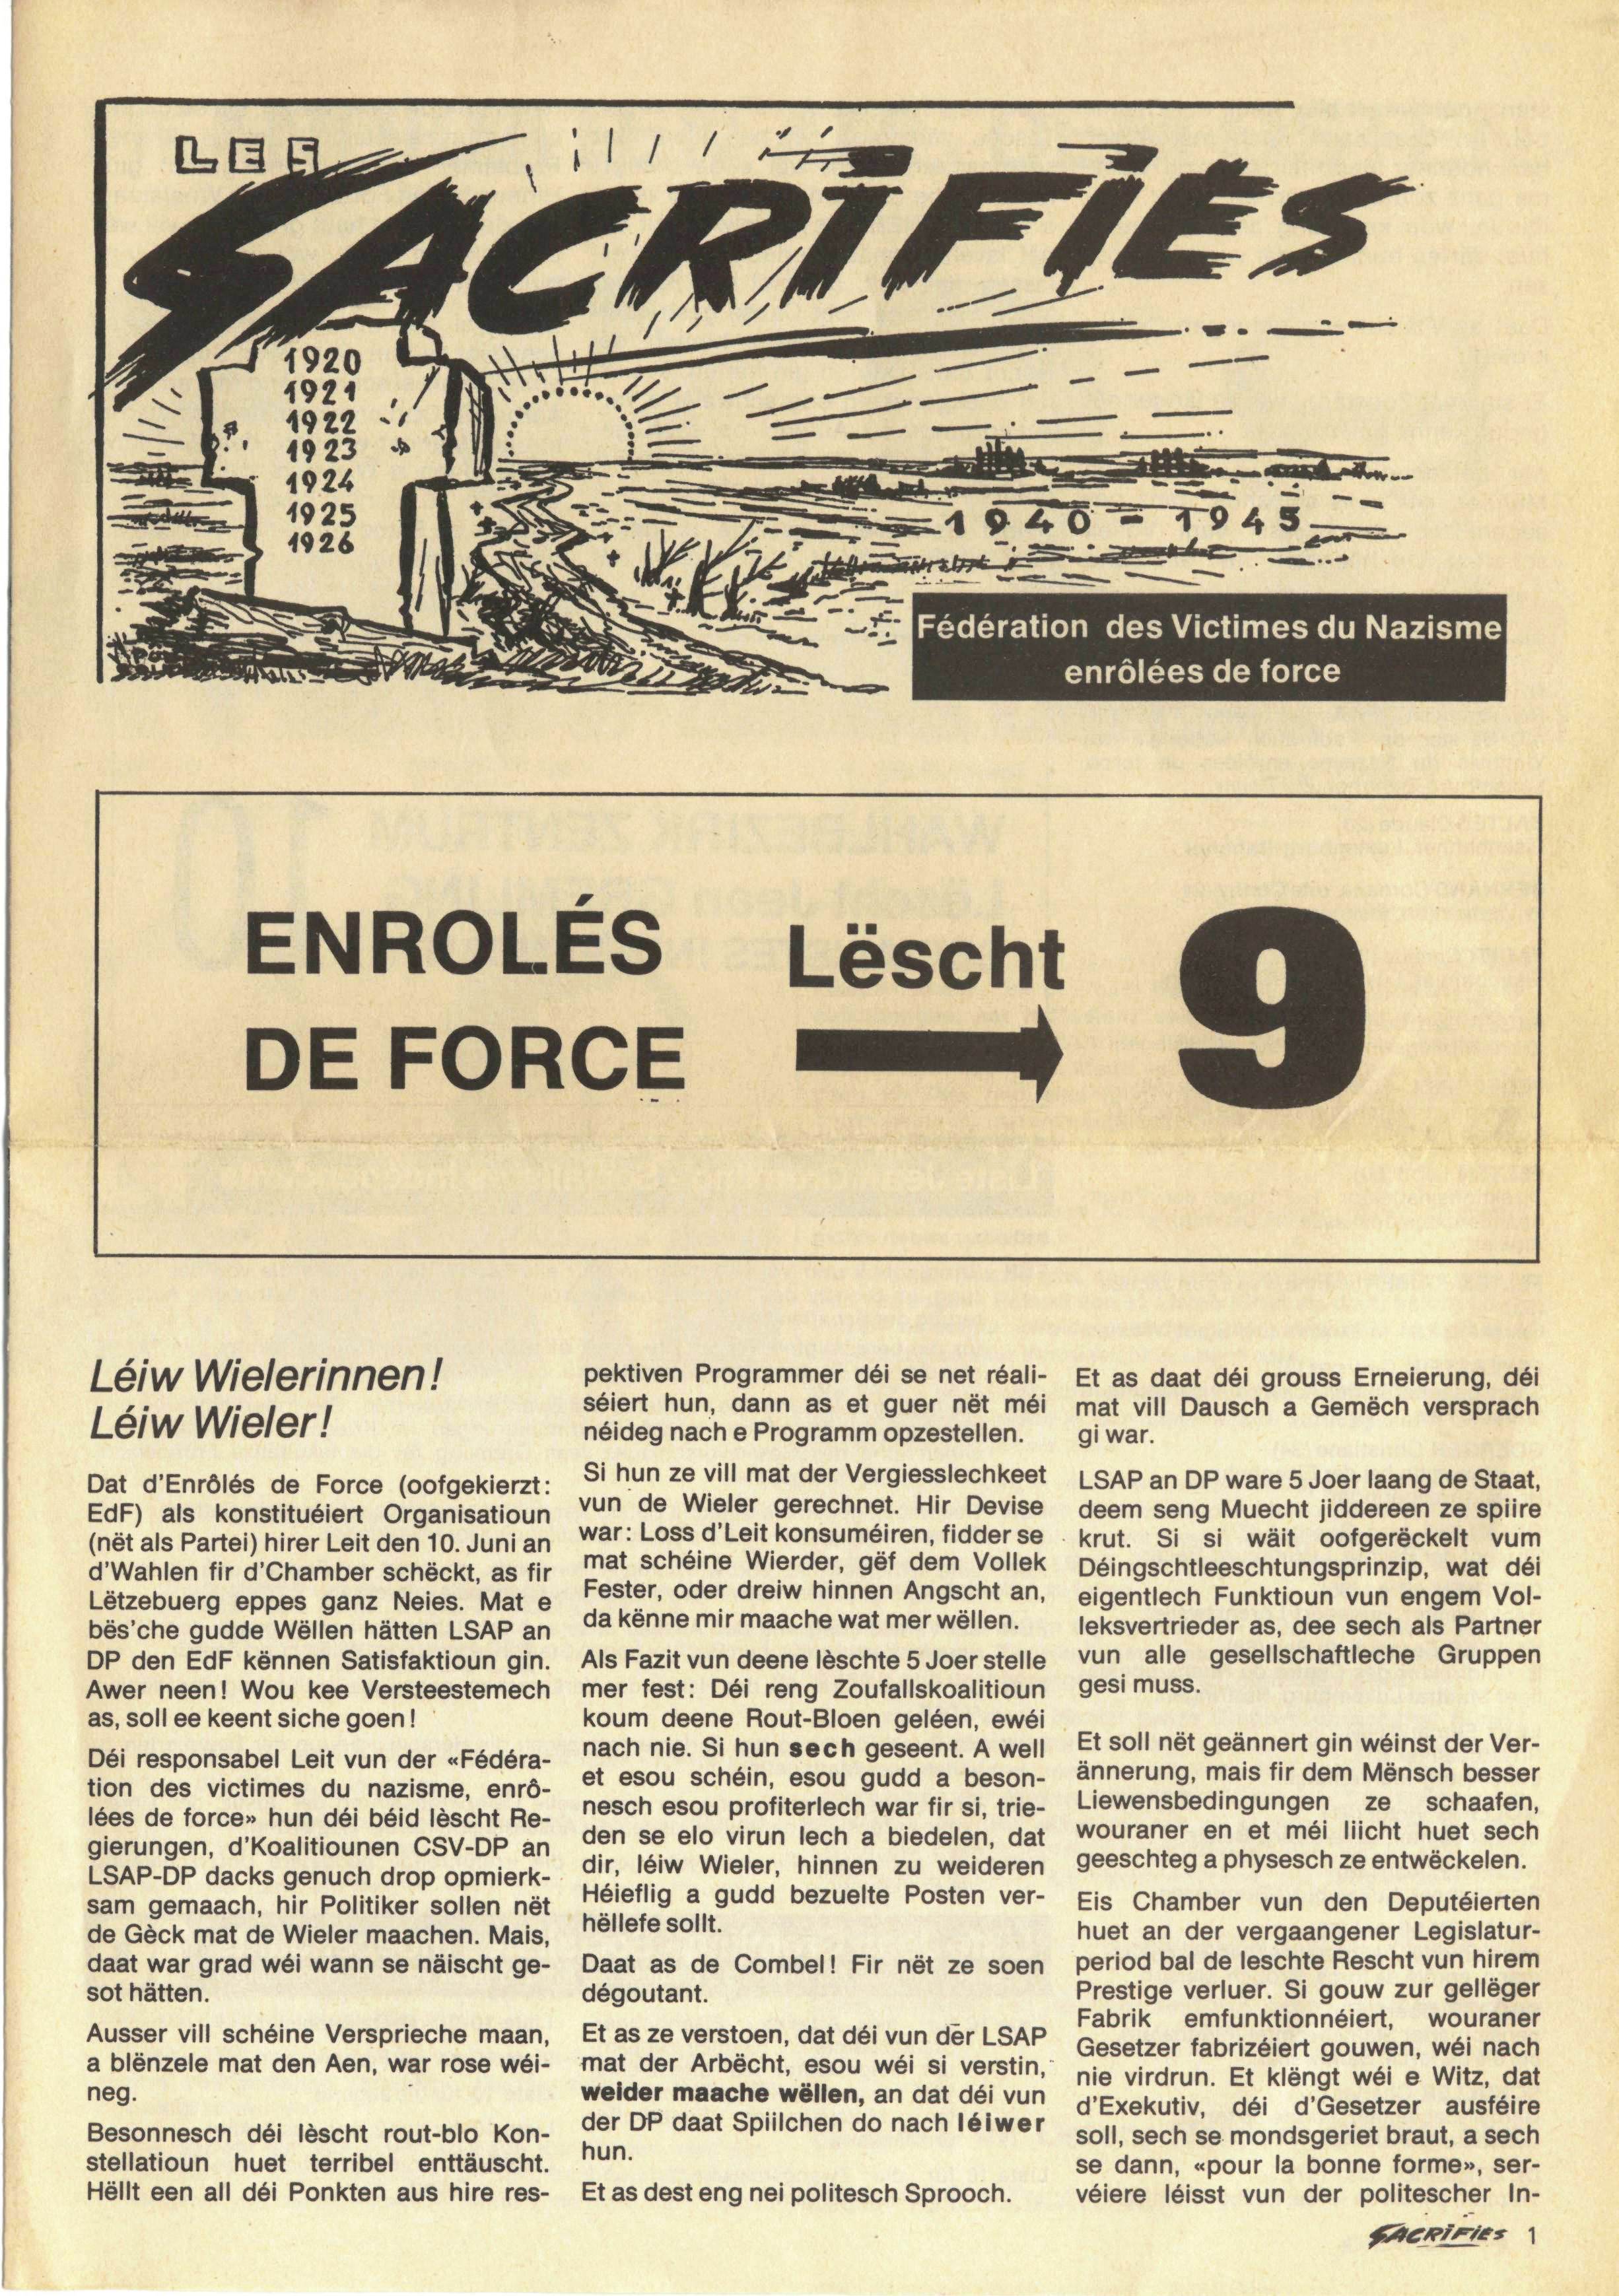 LES
SACRIFIÉS
1920
1921
1922
1923
1924
1925
1926
1940 - 1945
Fédération des Victimes du Nazisme
enrôlées de force
ENROLÉS
DE FORCE
Lëscht
9
Léiw Wielerinnen!
Léiw Wieler!
Dat d'Enrôlés de Force (oofgekierzt:
EdF) als konstituéiert Organisatioun
(nët als Partei) hirer Leit den 10. Juni an
d'Wahlen fir d'Chamber schëckt, as fir
Lëtzebuerg eppes ganz Neies. Mat e
bës'che gudde Wëllen hätten LSAP an
DP den EdF kënnen Satisfaktioun gin.
Awer neen! Wou kee Versteestemech
as, soll ee keent siche goen!
Déi responsabel Leit vun der «Fédéra-
tion des victimes du nazisme, enrô-
lées de force» hun déi béid lèscht Re-
gierungen, d'Koalitiounen CSV-DP an
LSAP-DP dacks genuch drop opmierk-
sam gemaach, hir Politiker sollen nët
de Gèck mat de Wieler maachen. Mais,
daat war grad wéi wann se näischt ge-
sot hätten.
Ausser vill schéine Versprieche maan,
a blënzele mat den Aen, war rose wéi-
neg.
Besonnesch déi lèscht rout-blo Kon-
stellatioun huet terribel enttäuscht.
Hëllt een all déi Ponkten aus hire res-
pektiven Programmer déi se net réali-
séiert hun, dann as et guer nët méi
néideg nach e Programm opzestellen.
Si hun ze vill mat der Vergiesslechkeet
vun de Wieler gerechnet. Hir Devise
war: Loss d'Leit konsuméiren, fidder se
mat schéine Wierder, gëf dem Vollek
Fester, oder dreiw hinnen Angscht an,
da kënne mir maache wat mer wëllen.
Als Fazit vun deene lèschte 5 Joer stelle
mer fest: Déi reng Zoufallskoalitioun
koum deene Rout-Bloen geléen, ewéi
nach nie. Si hun sech geseent. A well
et esou schéin, esou gudd a beson-
nesch esou profiterlech war fir si, trie-
den se elo virun Iech a biedelen, dat
dir, léiw Wieler, hinnen zu weideren
Héieflig a gudd bezuelte Posten ver-
hëllefe sollt.
Daat as de Combel! Fir nët ze soen
dégoutant.
Et as ze verstoen, dat déi vun der LSAP
mat der Arbëcht, esou wéi si verstin,
weider maache wëllen, an dat déi vun
der DP daat Spiilchen do nach léiwer
hun.
Et as dest eng nei politesch Sprooch.
Et as daat déi grouss Erneierung, déi
mat vill Dausch a Gemëch versprach
gi war.
LSAP an DP ware 5 Joer laang de Staat,
deem seng Muecht jiddereen ze spiire
krut. Si si wäit oofgerëckelt vum
Déingschtleeschtungsprinzip, wat déi
eigentlech Funktioun vun engem Vol-
leksvertrieder as, dee sech als Partner
vun alle gesellschaftleche Gruppen
gesi muss.
Et soll nët geännert gin wéinst der Ver-
ännerung, mais fir dem Mënsch besser
Liewensbedingungen ze schaafen,
wouraner en et méi liicht huet sech
geeschteg a physesch ze entwëckelen.
Eis Chamber vun den Deputéierten
huet an der vergaangener Legislatur-
period bal de leschte Rescht vun hirem
Prestige verluer. Si gouw zur gellëger
Fabrik emfunktionnéiert, wouraner
Gesetzer fabrizéiert gouwen, wéi nach
nie virdrun. Et klëngt wéi e Witz, dat
d'Exekutiv, déi d'Gesetzer ausféire
soll, sech se mondsgeriet braut, a sech
se dann, «pour la bonne forme», ser-
véiere léisst vun der politescher In-
SACRIFIÉS 1